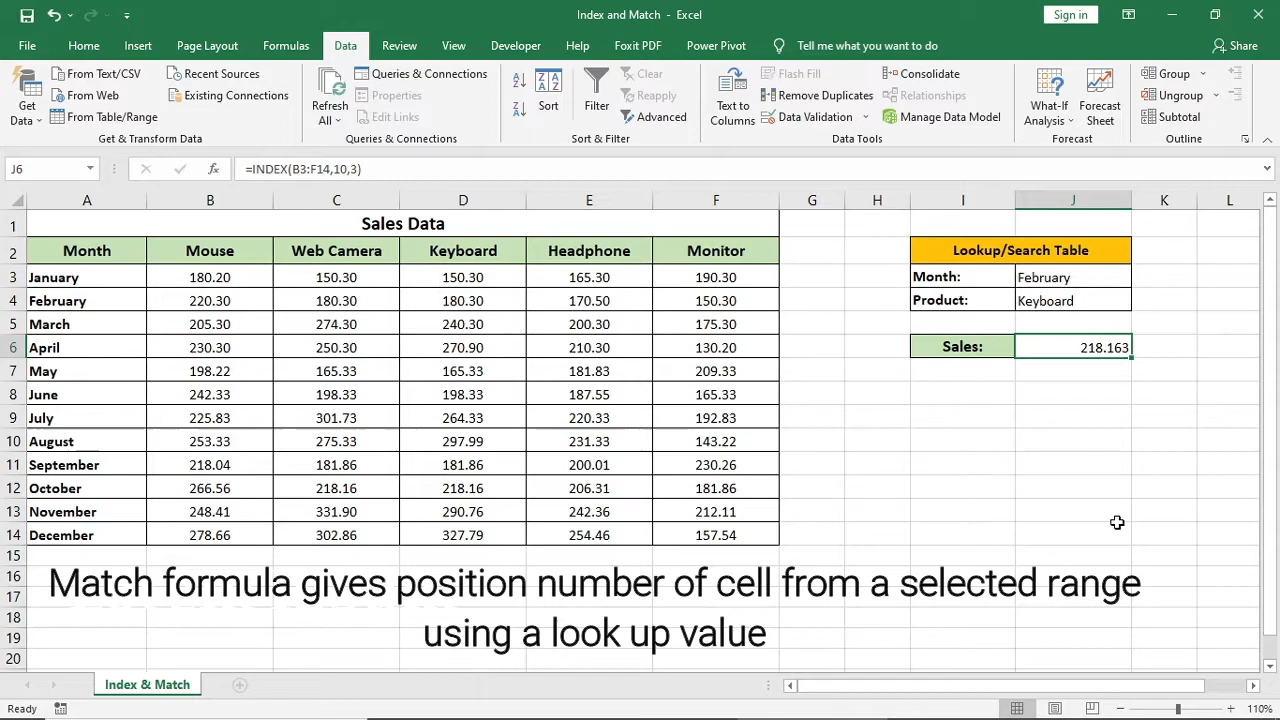 Index and Match - Excel
Sign in
File Home Insert Page Layout Formulas Data Review View Developer Help Foxit PDF Power Pivot Tell me what you want to do Share
Get Data
From Text/CSV
From Web
From Table/Range
Recent Sources
Existing Connections
Get & Transform Data
Refresh All
Queries & Connections
Properties
Edit Links
Queries & Connections
Sort
Filter
Clear
Reapply
Advanced
Sort & Filter
Text to Columns
Flash Fill
Remove Duplicates
Data Validation
Consolidate
Relationships
Manage Data Model
Data Tools
What-If Analysis
Forecast Sheet
Forecast
Group
Ungroup
Subtotal
Outline
J6 fx =INDEX(B3:F14,10,3)
A B C D E F G H I J K L
1 Sales Data
2 Month Mouse Web Camera Keyboard Headphone Monitor Lookup/Search Table
3 January 180.20 150.30 150.30 165.30 190.30 Month: February
4 February 220.30 180.30 180.30 170.50 150.30 Product: Keyboard
5 March 205.30 274.30 240.30 200.30 175.30
6 April 230.30 250.30 270.90 210.30 130.20 Sales: 218.163
7 May 198.22 165.33 165.33 181.83 209.33
8 June 242.33 198.33 198.33 187.55 165.33
9 July 225.83 301.73 264.33 220.33 192.83
10 August 253.33 275.33 297.99 231.33 143.22
11 September 218.04 181.86 181.86 200.01 230.26
12 October 266.56 218.16 218.16 206.31 181.86
13 November 248.41 331.90 290.76 242.36 212.11
14 December 278.66 302.86 327.79 254.46 157.54
15
16
17
18
19
20
Match formula gives position number of cell from a selected range
using a look up value
Index & Match
Ready
110%